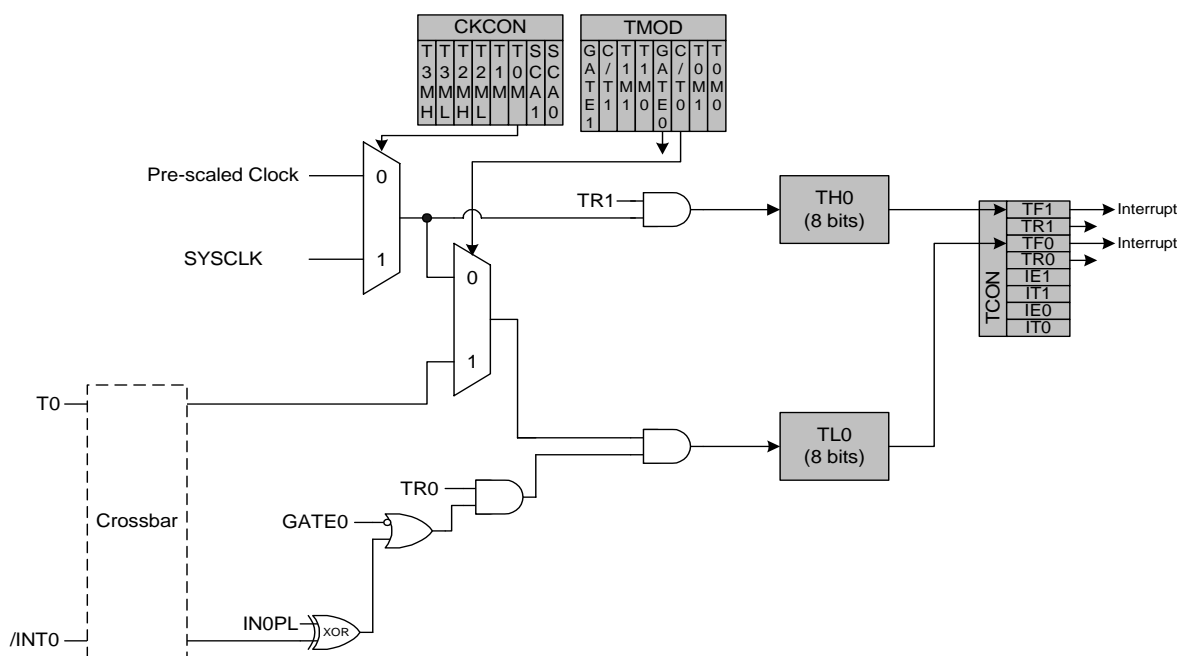 CKCON
T3MH T3ML T2MH T2ML T1M T0M SCA1 SCA0
TMOD
GATE1 C/T1 T1M1 T1M0 GATE0 C/T0 T0M1 T0M0
Pre-scaled Clock
0
SYSCLK
1
TR1
TH0
(8 bits)
TCON
TF1
TR1
TF0
TR0
IE1
IT1
IE0
IT0
Interrupt
Interrupt
0
1
T0
Crossbar
TL0
(8 bits)
TR0
GATE0
IN0PL
XOR
/INT0